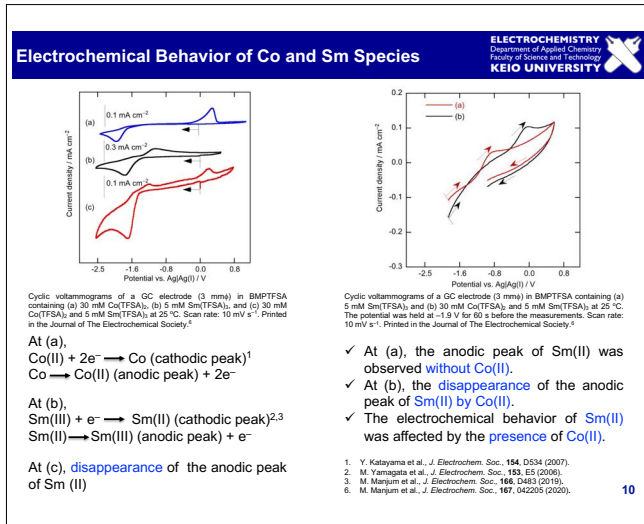 Electrochemical Behavior of Co and Sm Species
ELECTROCHEMISTRY
Department of Applied Chemistry
Faculty of Science and Technology
KEIO UNIVERSITY
0.1 mA cm⁻²
(a)
0.3 mA cm⁻²
(b)
0.1 mA cm⁻²
(c)
Current density / mA cm⁻²
-2.5 -1.6 -0.8 0.0 0.8
Potential vs. Ag|Ag(I) / V
Cyclic voltammograms of a GC electrode (3 mmϕ) in BMPTFSA
containing (a) 30 mM Co(TFSA)₂, (b) 5 mM Sm(TFSA)₃, and (c) 30 mM
Co(TFSA)₂ and 5 mM Sm(TFSA)₃ at 25 ºC. Scan rate: 10 mV s⁻¹. Printed
in the Journal of The Electrochemical Society.⁶
At (a),
Co(II) + 2e⁻ ⟶ Co (cathodic peak)¹
Co ⟶ Co(II) (anodic peak) + 2e⁻
At (b),
Sm(III) + e⁻ ⟶ Sm(II) (cathodic peak)²,³
Sm(II) ⟶ Sm(III) (anodic peak) + e⁻
At (c), disappearance of the anodic peak
of Sm (II)
(a)
(b)
0.2
0.1
0.0
-0.1
-0.2
-0.3
Current density / mA cm⁻²
-2.5 -1.6 -0.8 0.0 0.8
Potential vs. Ag|Ag(I) / V
Cyclic voltammograms of a GC electrode (3 mmϕ) in BMPTFSA containing (a)
5 mM Sm(TFSA)₃ and (b) 30 mM Co(TFSA)₂ and 5 mM Sm(TFSA)₃ at 25 ºC.
The potential was held at –1.9 V for 60 s before the measurements. Scan rate:
10 mV s⁻¹. Printed in the Journal of The Electrochemical Society.⁶
✓ At (a), the anodic peak of Sm(II) was
observed without Co(II).
✓ At (b), the disappearance of the anodic
peak of Sm(II) by Co(II).
✓ The electrochemical behavior of Sm(II)
was affected by the presence of Co(II).
1. Y. Katayama et al., J. Electrochem. Soc., 154, D534 (2007).
2. M. Yamagata et al., J. Electrochem. Soc., 153, E5 (2006).
3. M. Manjum et al., J. Electrochem. Soc., 166, D483 (2019).
6. M. Manjum et al., J. Electrochem. Soc., 167, 042205 (2020).
10